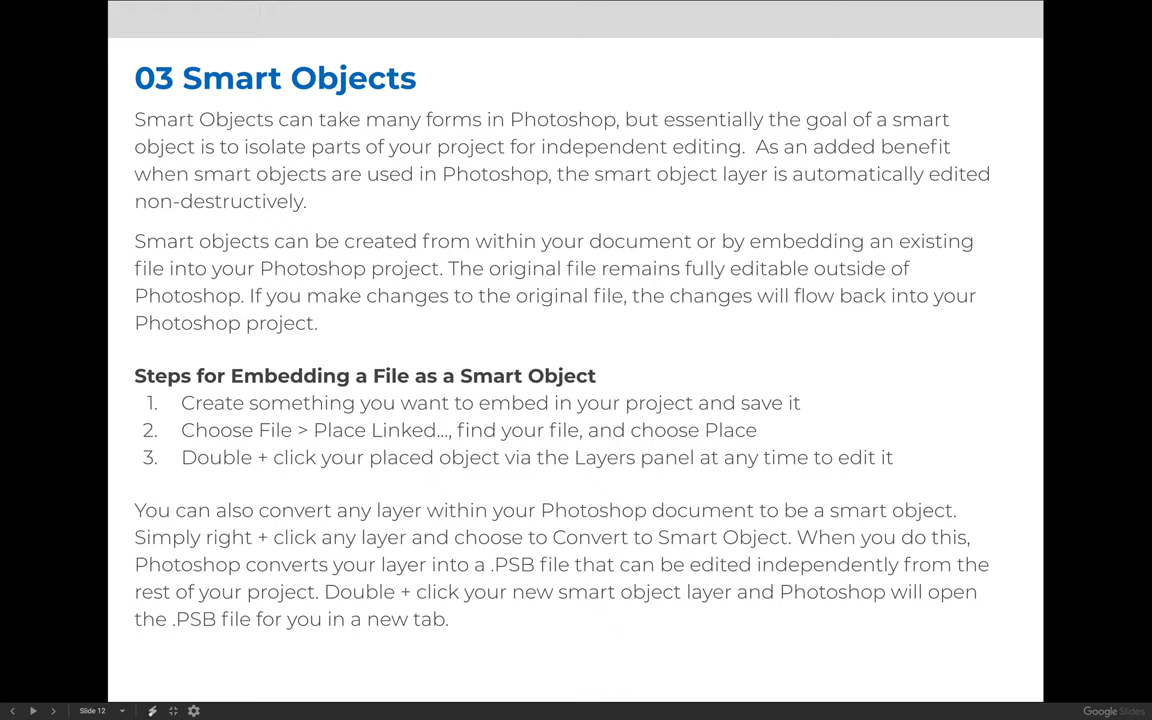 03 Smart Objects
Smart Objects can take many forms in Photoshop, but essentially the goal of a smart
object is to isolate parts of your project for independent editing.  As an added benefit
when smart objects are used in Photoshop, the smart object layer is automatically edited
non-destructively.
Smart objects can be created from within your document or by embedding an existing
file into your Photoshop project. The original file remains fully editable outside of
Photoshop. If you make changes to the original file, the changes will flow back into your
Photoshop project.
Steps for Embedding a File as a Smart Object
1. Create something you want to embed in your project and save it
2. Choose File > Place Linked..., find your file, and choose Place
3. Double + click your placed object via the Layers panel at any time to edit it
You can also convert any layer within your Photoshop document to be a smart object.
Simply right + click any layer and choose to Convert to Smart Object. When you do this,
Photoshop converts your layer into a .PSB file that can be edited independently from the
rest of your project. Double + click your new smart object layer and Photoshop will open
the .PSB file for you in a new tab.
Slide 12
Google Slides